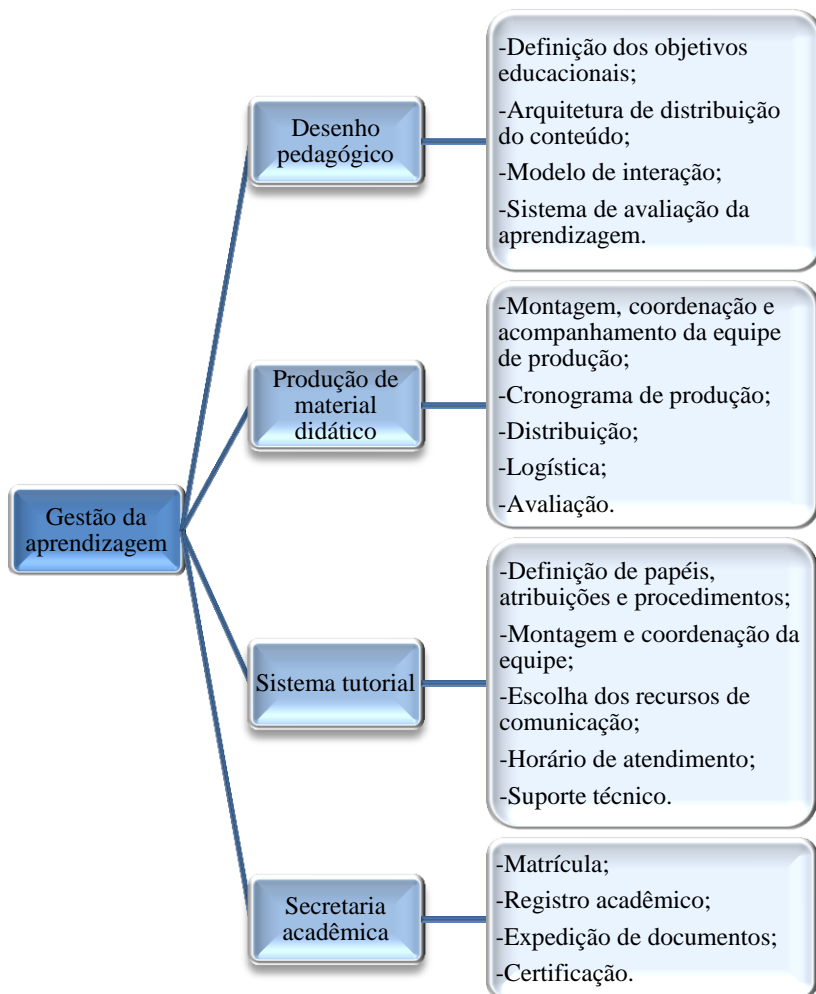 Gestão da
aprendizagem
Desenho
pedagógico
-Definição dos objetivos
educacionais;
-Arquitetura de distribuição
do conteúdo;
-Modelo de interação;
-Sistema de avaliação da
aprendizagem.
Produção de
material
didático
-Montagem, coordenação e
acompanhamento da equipe
de produção;
-Cronograma de produção;
-Distribuição;
-Logística;
-Avaliação.
Sistema tutorial
-Definição de papéis,
atribuições e procedimentos;
-Montagem e coordenação da
equipe;
-Escolha dos recursos de
comunicação;
-Horário de atendimento;
-Suporte técnico.
Secretaria
acadêmica
-Matrícula;
-Registro acadêmico;
-Expedição de documentos;
-Certificação.